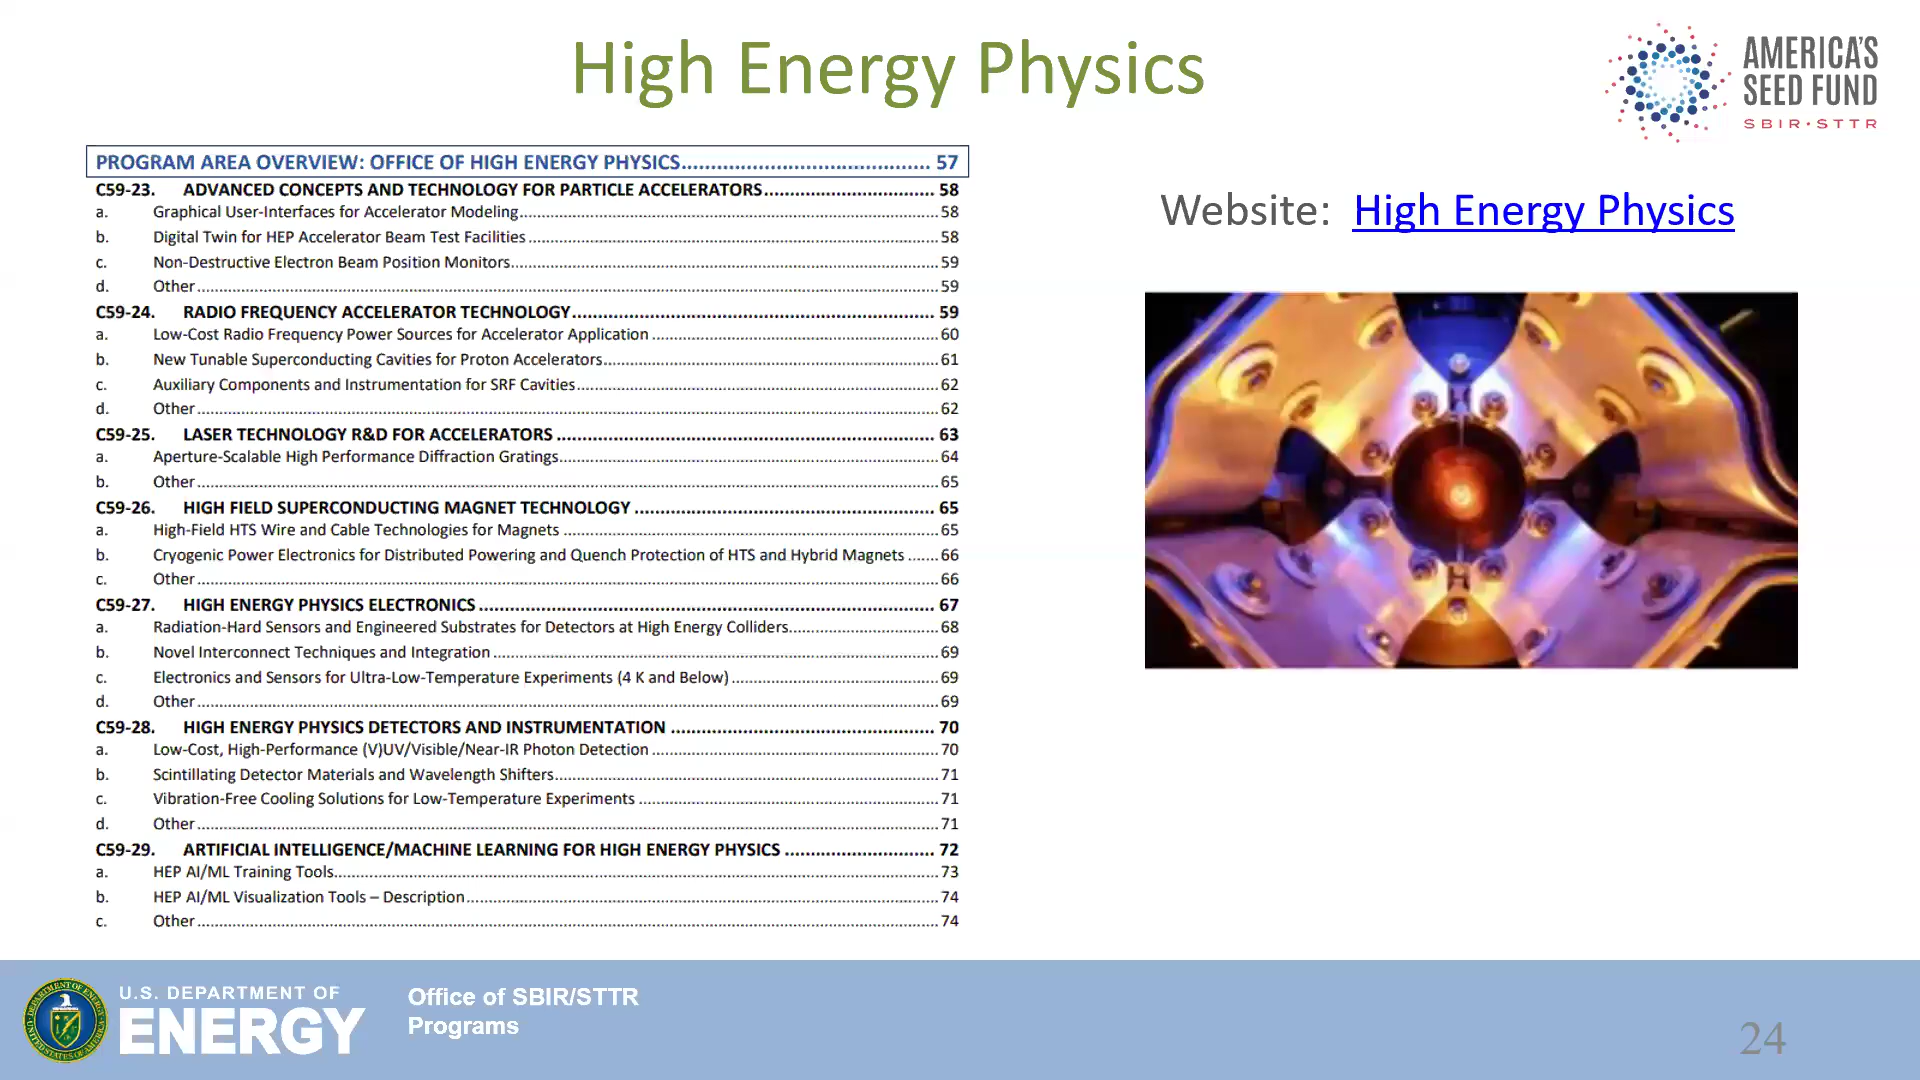 High Energy Physics
AMERICA'S
SEED FUND
SBIR•STTR
PROGRAM AREA OVERVIEW: OFFICE OF HIGH ENERGY PHYSICS........................................ 57
C59-23. ADVANCED CONCEPTS AND TECHNOLOGY FOR PARTICLE ACCELERATORS............................... 58
a. Graphical User-Interfaces for Accelerator Modeling........................................ 58
b. Digital Twin for HEP Accelerator Beam Test Facilities........................................ 58
c. Non-Destructive Electron Beam Position Monitors........................................ 59
d. Other........................................ 59
C59-24. RADIO FREQUENCY ACCELERATOR TECHNOLOGY........................................ 59
a. Low-Cost Radio Frequency Power Sources for Accelerator Application........................................ 60
b. New Tunable Superconducting Cavities for Proton Accelerators........................................ 61
c. Auxiliary Components and Instrumentation for SRF Cavities........................................ 62
d. Other........................................ 62
C59-25. LASER TECHNOLOGY R&D FOR ACCELERATORS........................................ 63
a. Aperture-Scalable High Performance Diffraction Gratings........................................ 64
b. Other........................................ 65
C59-26. HIGH FIELD SUPERCONDUCTING MAGNET TECHNOLOGY........................................ 65
a. High-Field HTS Wire and Cable Technologies for Magnets........................................ 65
b. Cryogenic Power Electronics for Distributed Powering and Quench Protection of HTS and Hybrid Magnets....... 66
c. Other........................................ 66
C59-27. HIGH ENERGY PHYSICS ELECTRONICS........................................ 67
a. Radiation-Hard Sensors and Engineered Substrates for Detectors at High Energy Colliders........................................ 68
b. Novel Interconnect Techniques and Integration........................................ 69
c. Electronics and Sensors for Ultra-Low-Temperature Experiments (4 K and Below)........................................ 69
d. Other........................................ 69
C59-28. HIGH ENERGY PHYSICS DETECTORS AND INSTRUMENTATION........................................ 70
a. Low-Cost, High-Performance (V)UV/Visible/Near-IR Photon Detection........................................ 70
b. Scintillating Detector Materials and Wavelength Shifters........................................ 71
c. Vibration-Free Cooling Solutions for Low-Temperature Experiments........................................ 71
d. Other........................................ 71
C59-29. ARTIFICIAL INTELLIGENCE/MACHINE LEARNING FOR HIGH ENERGY PHYSICS............................ 72
a. HEP AI/ML Training Tools........................................ 73
b. HEP AI/ML Visualization Tools – Description........................................ 74
c. Other........................................ 74
Website: High Energy Physics
U.S. DEPARTMENT OF
ENERGY
Office of SBIR/STTR
Programs
24